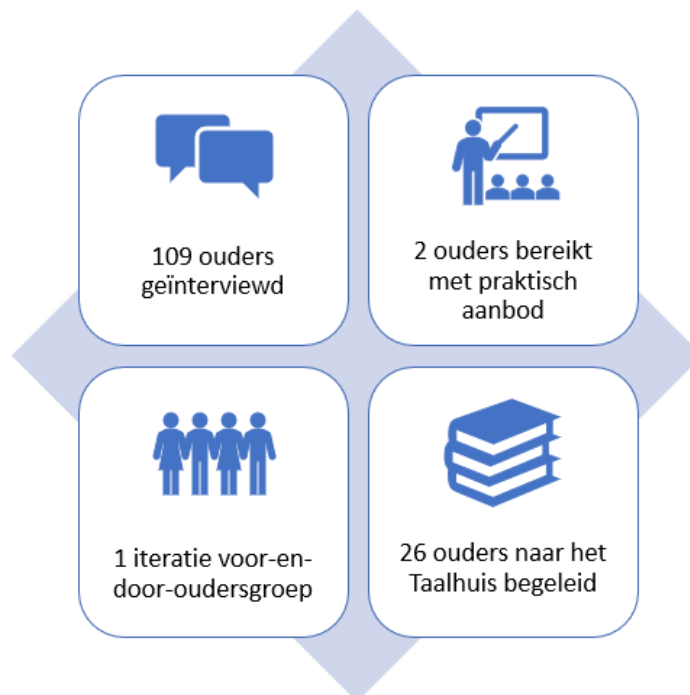 109 ouders
geïnterviewd
2 ouders bereikt
met praktisch
aanbod
1 iteratie voor-en-
door-oudersgroep
26 ouders naar het
Taalhuis begeleid